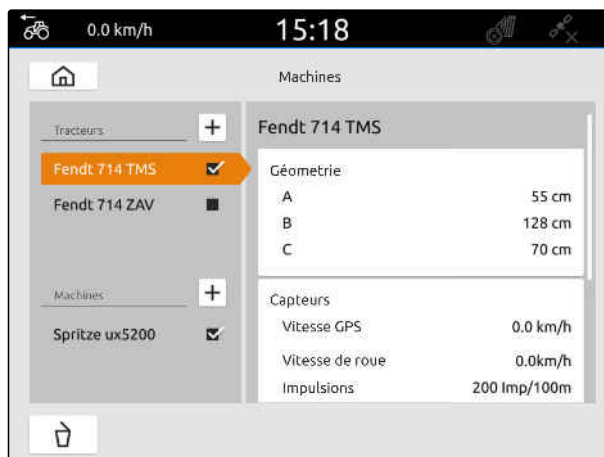 0.0 km/h
15:18
Machines
Tracteurs
Fendt 714 TMS
Fendt 714 ZAV
Machines
Spritze ux5200
Fendt 714 TMS
Géometrie
A 55 cm
B 128 cm
C 70 cm
Capteurs
Vitesse GPS 0.0 km/h
Vitesse de roue 0.0km/h
Impulsions 200 Imp/100m